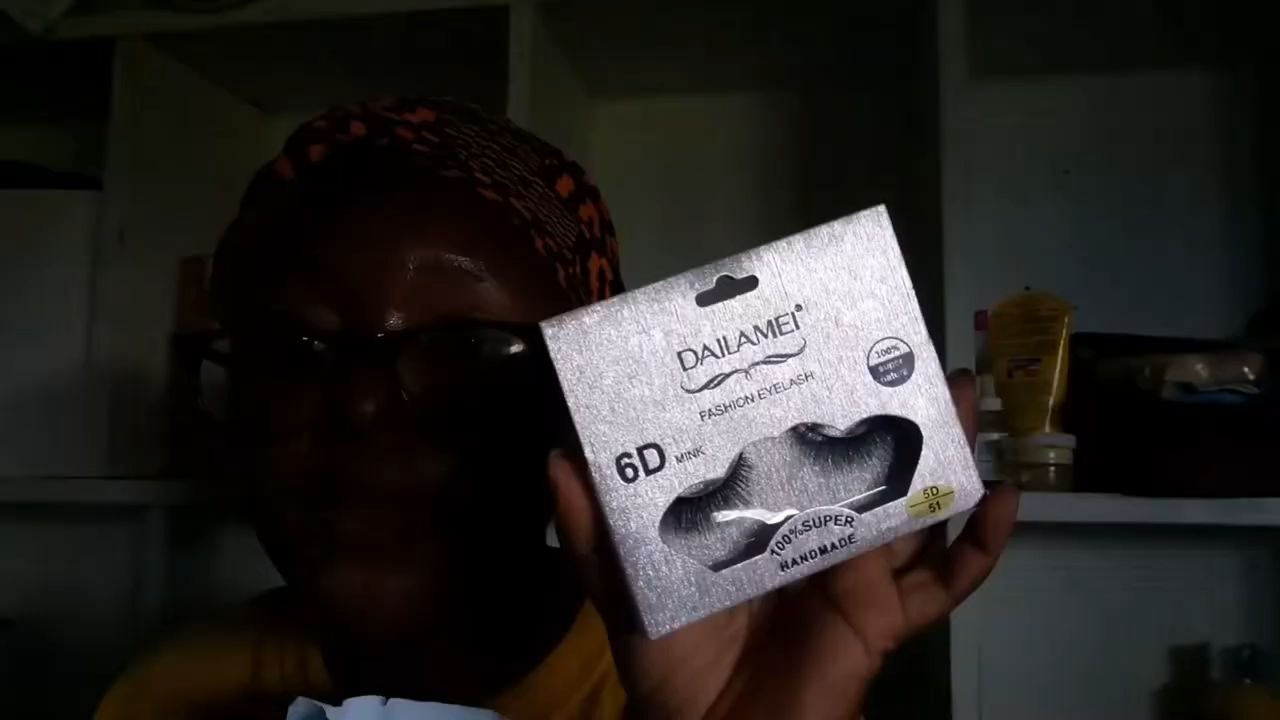 DAILAMEI®
FASHION EYELASH
100%
super
natural
6D MINK
5D
51
100%SUPER
HANDMADE